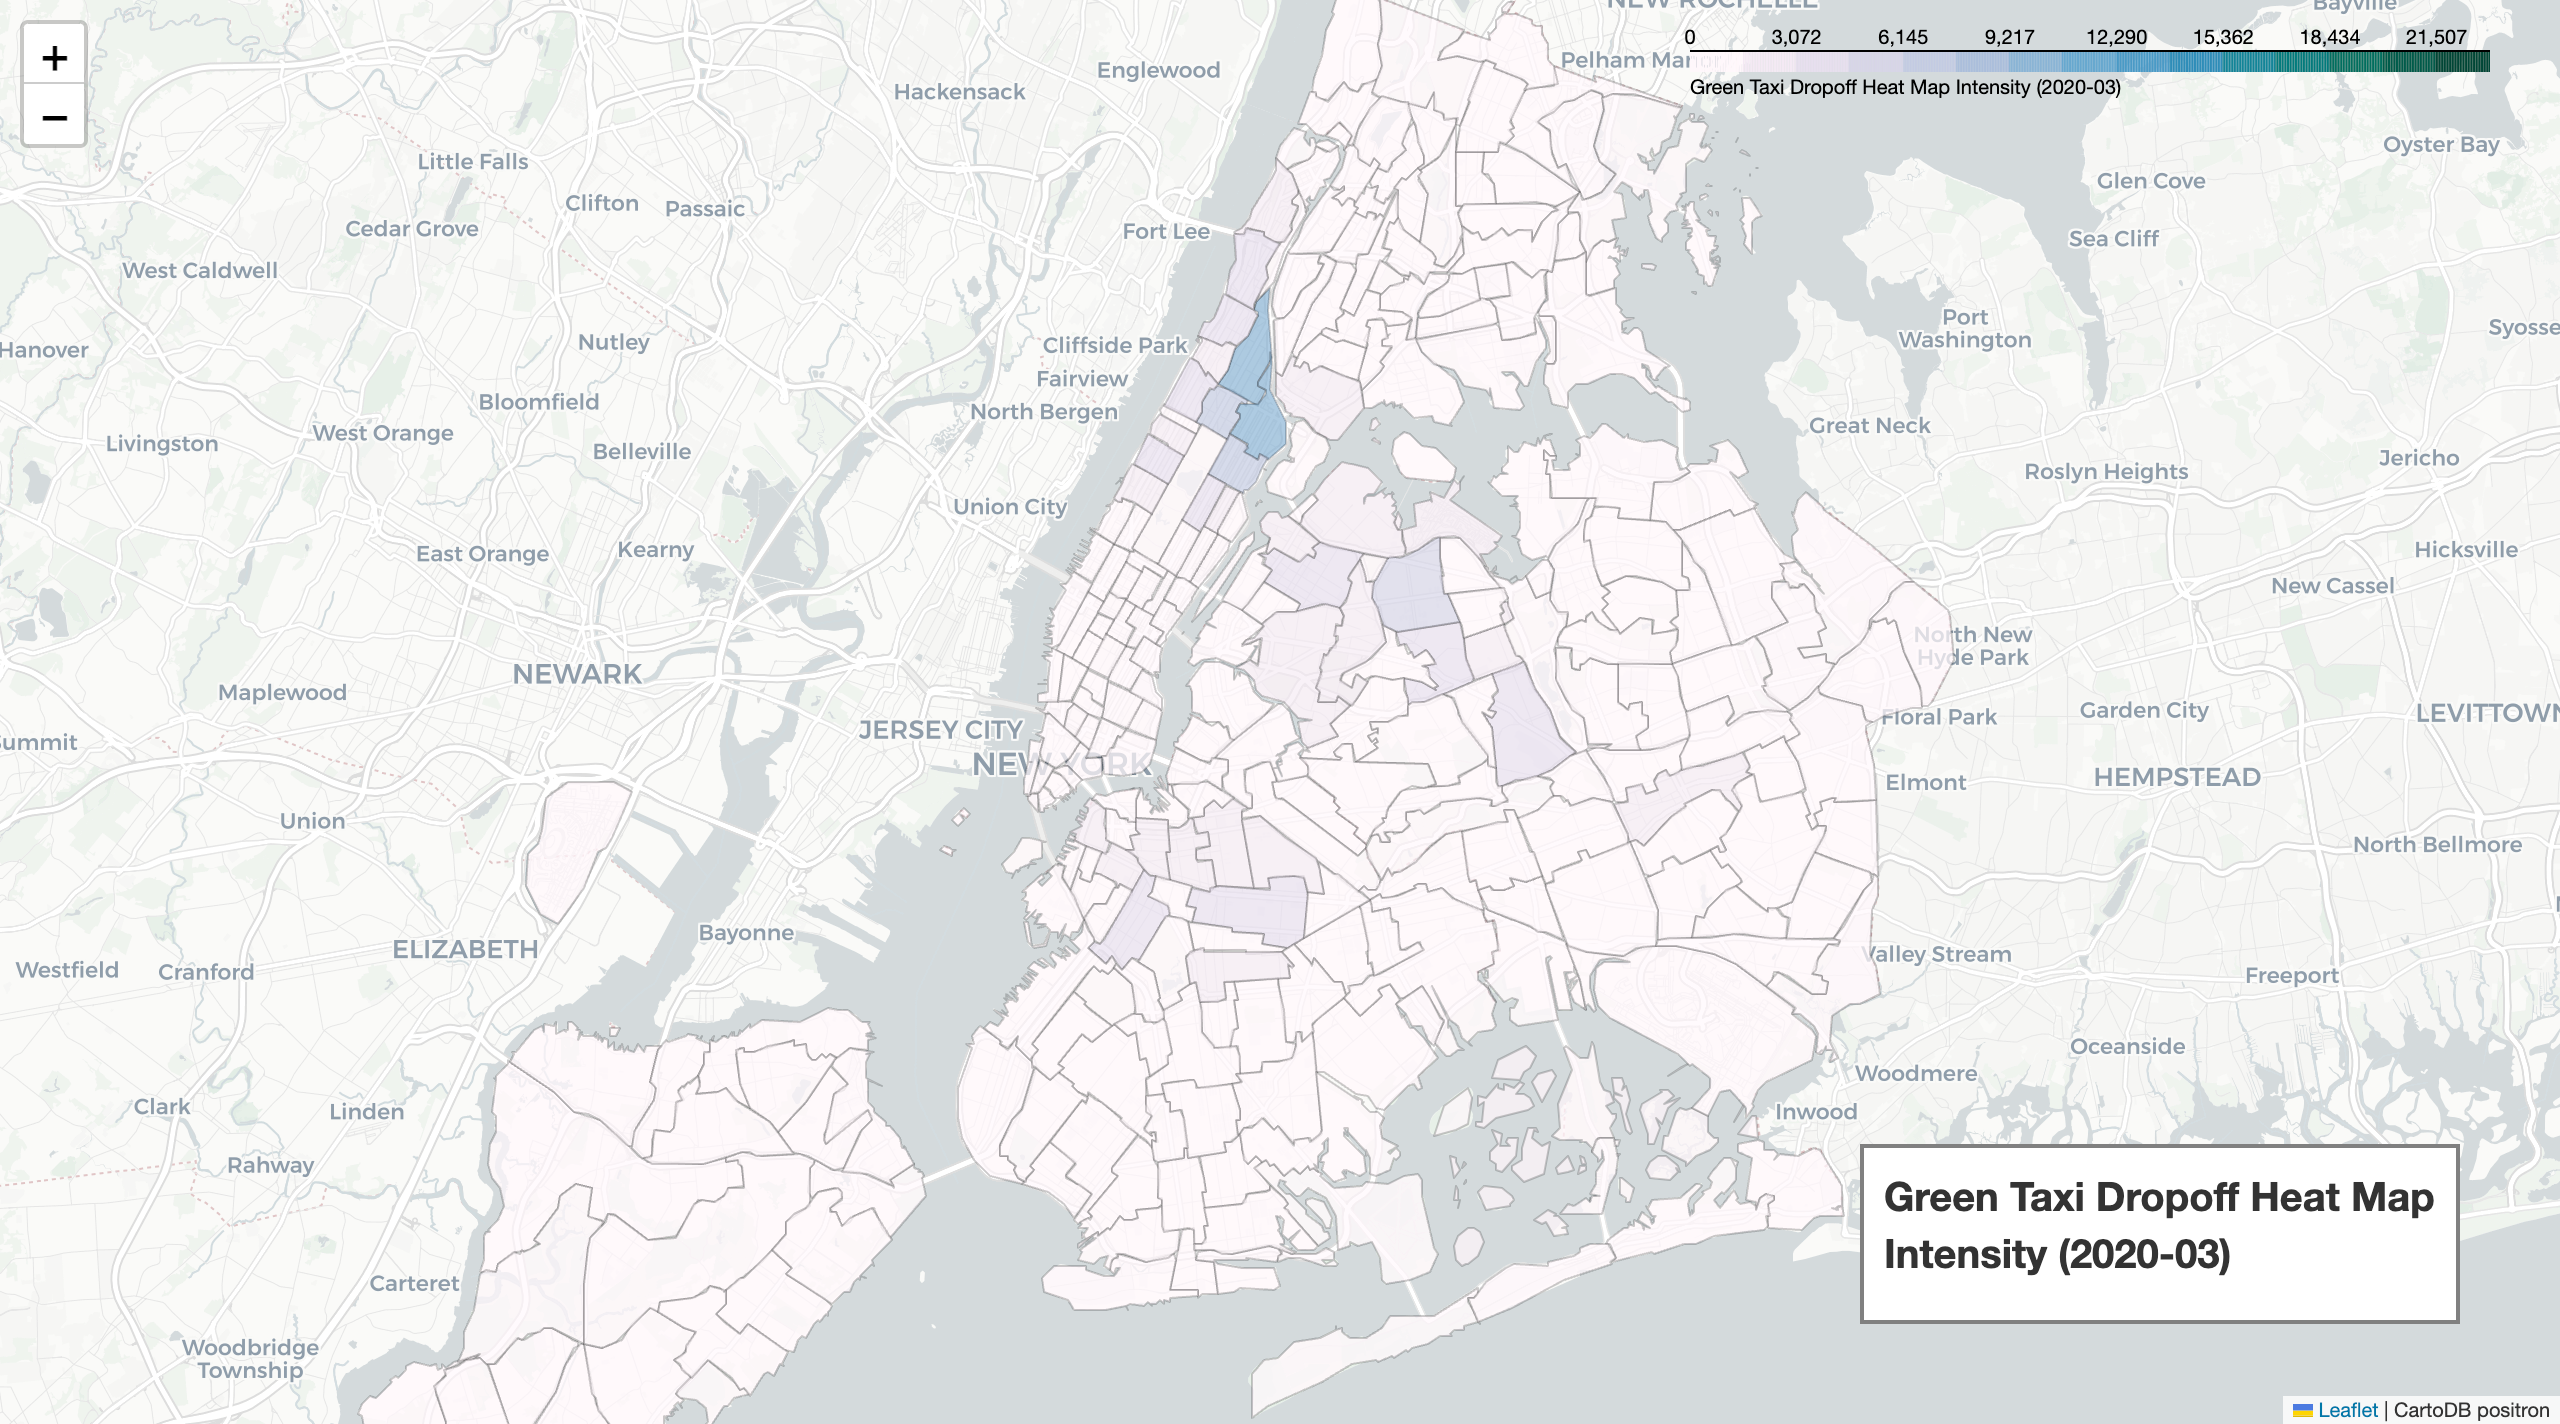 +
−
0 3,072 6,145 9,217 12,290 15,362 18,434 21,507
Green Taxi Dropoff Heat Map Intensity (2020-03)
NEW ROCHELLE
Bayville
Pelham Manor
Englewood
Hackensack
Oyster Bay
Little Falls
Glen Cove
Clifton
Passaic
Cedar Grove
Fort Lee
Sea Cliff
West Caldwell
Port
Washington
Syosse
Hanover
Nutley
Cliffside Park
Fairview
Bloomfield
North Bergen
Great Neck
Livingston
West Orange
Belleville
Jericho
Roslyn Heights
Union City
East Orange
Kearny
Hicksville
New Cassel
North New
Hyde Park
NEWARK
Maplewood
Garden City
LEVITTOWN
Floral Park
JERSEY CITY
Summit
NEW YORK
HEMPSTEAD
Elmont
Union
North Bellmore
Bayonne
ELIZABETH
Valley Stream
Westfield
Cranford
Freeport
Oceanside
Woodmere
Clark
Linden
Inwood
Rahway
Carteret
Woodbridge
Township
Green Taxi Dropoff Heat Map
Intensity (2020-03)
Leaflet | CartoDB positron